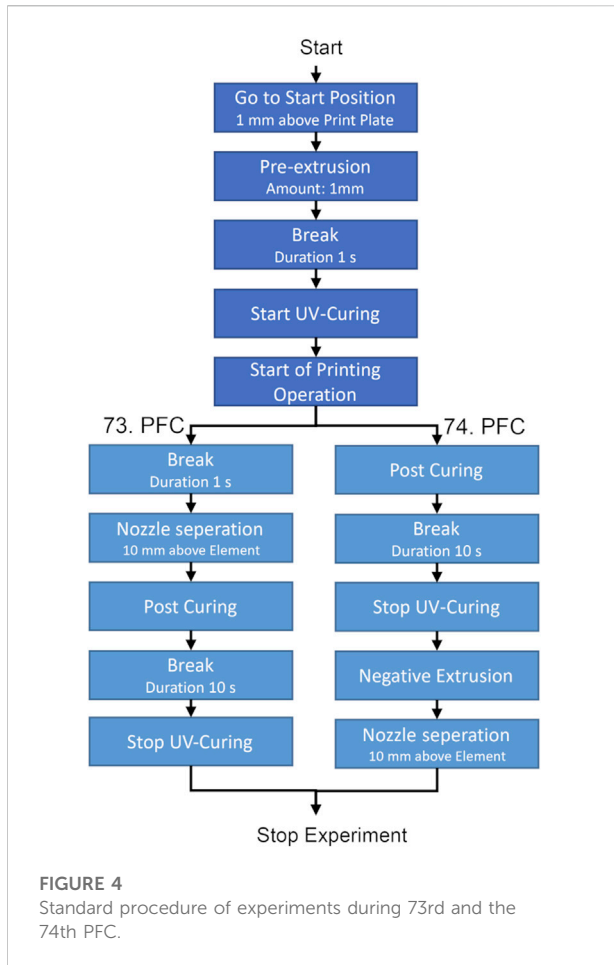 Start
Go to Start Position
1 mm above Print Plate
Pre-extrusion
Amount: 1mm
Break
Duration 1 s
Start UV-Curing
Start of Printing
Operation
73. PFC
Break
Duration 1 s
Nozzle seperation
10 mm above Element
Post Curing
Break
Duration 10 s
Stop UV-Curing
74. PFC
Post Curing
Break
Duration 10 s
Stop UV-Curing
Negative Extrusion
Nozzle seperation
10 mm above Element
Stop Experiment
FIGURE 4
Standard procedure of experiments during 73rd and the
74th PFC.